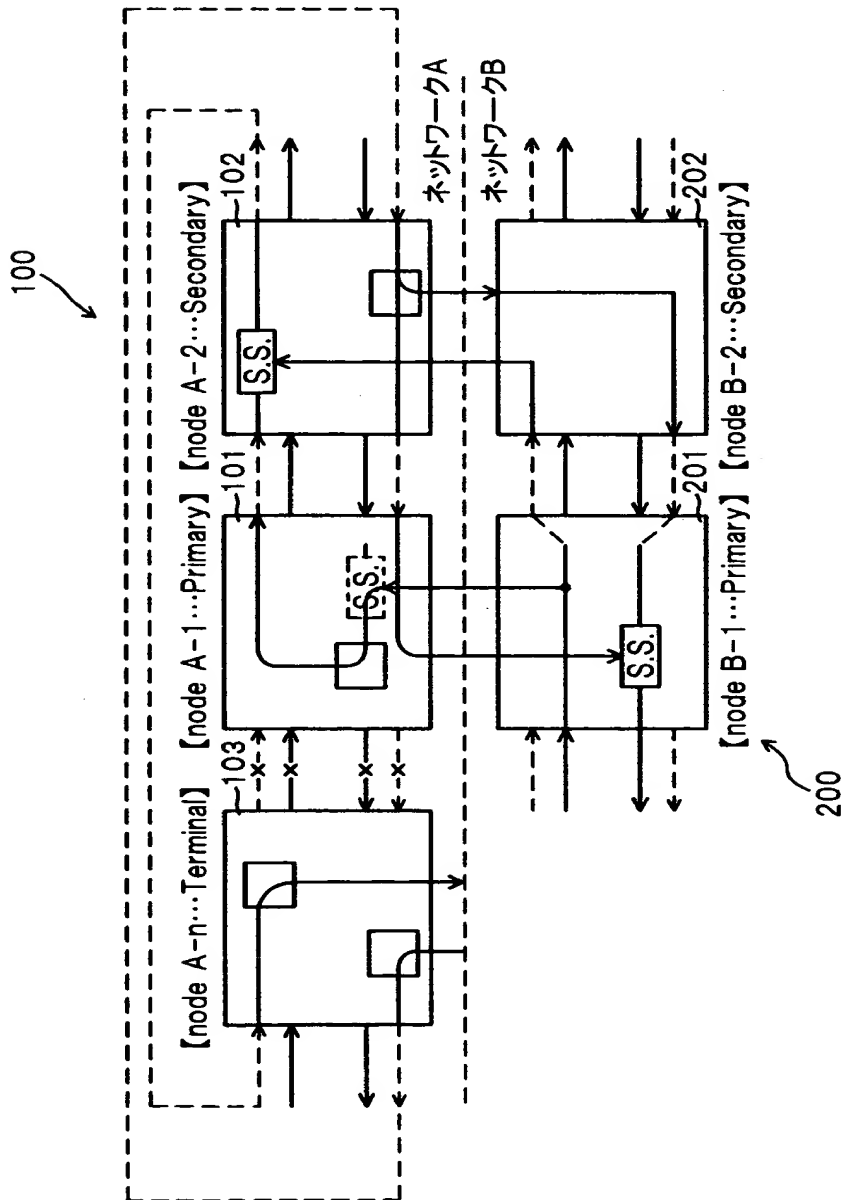 100
【node A-n…Terminal】
103
【node A-1…Primary】
101
S.S.
【node A-2…Secondary】
102
S.S.
ネットワークA
ネットワークB
S.S.
201
【node B-1…Primary】
202
【node B-2…Secondary】
200